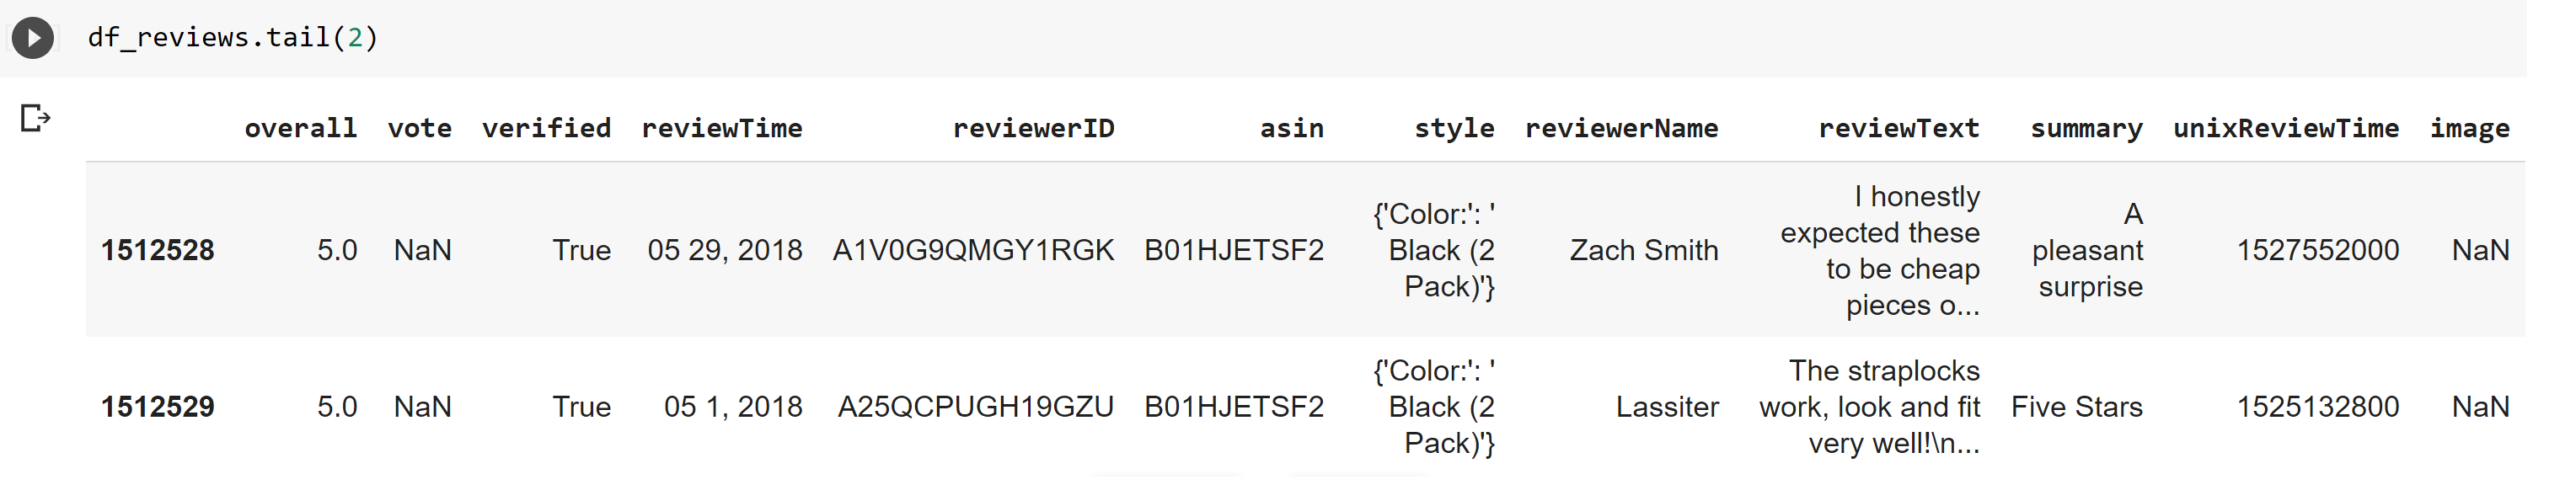 df_reviews.tail(2)
overall vote verified reviewTime reviewerID asin style reviewerName reviewText summary unixReviewTime image
1512528 5.0 NaN True 05 29, 2018 A1V0G9QMGY1RGK B01HJETSF2 {'Color:': ' Black (2 Pack)'} Zach Smith I honestly expected these to be cheap pieces o... A pleasant surprise 1527552000 NaN
1512529 5.0 NaN True 05 1, 2018 A25QCPUGH19GZU B01HJETSF2 {'Color:': ' Black (2 Pack)'} Lassiter The straplocks work, look and fit very well!\n... Five Stars 1525132800 NaN